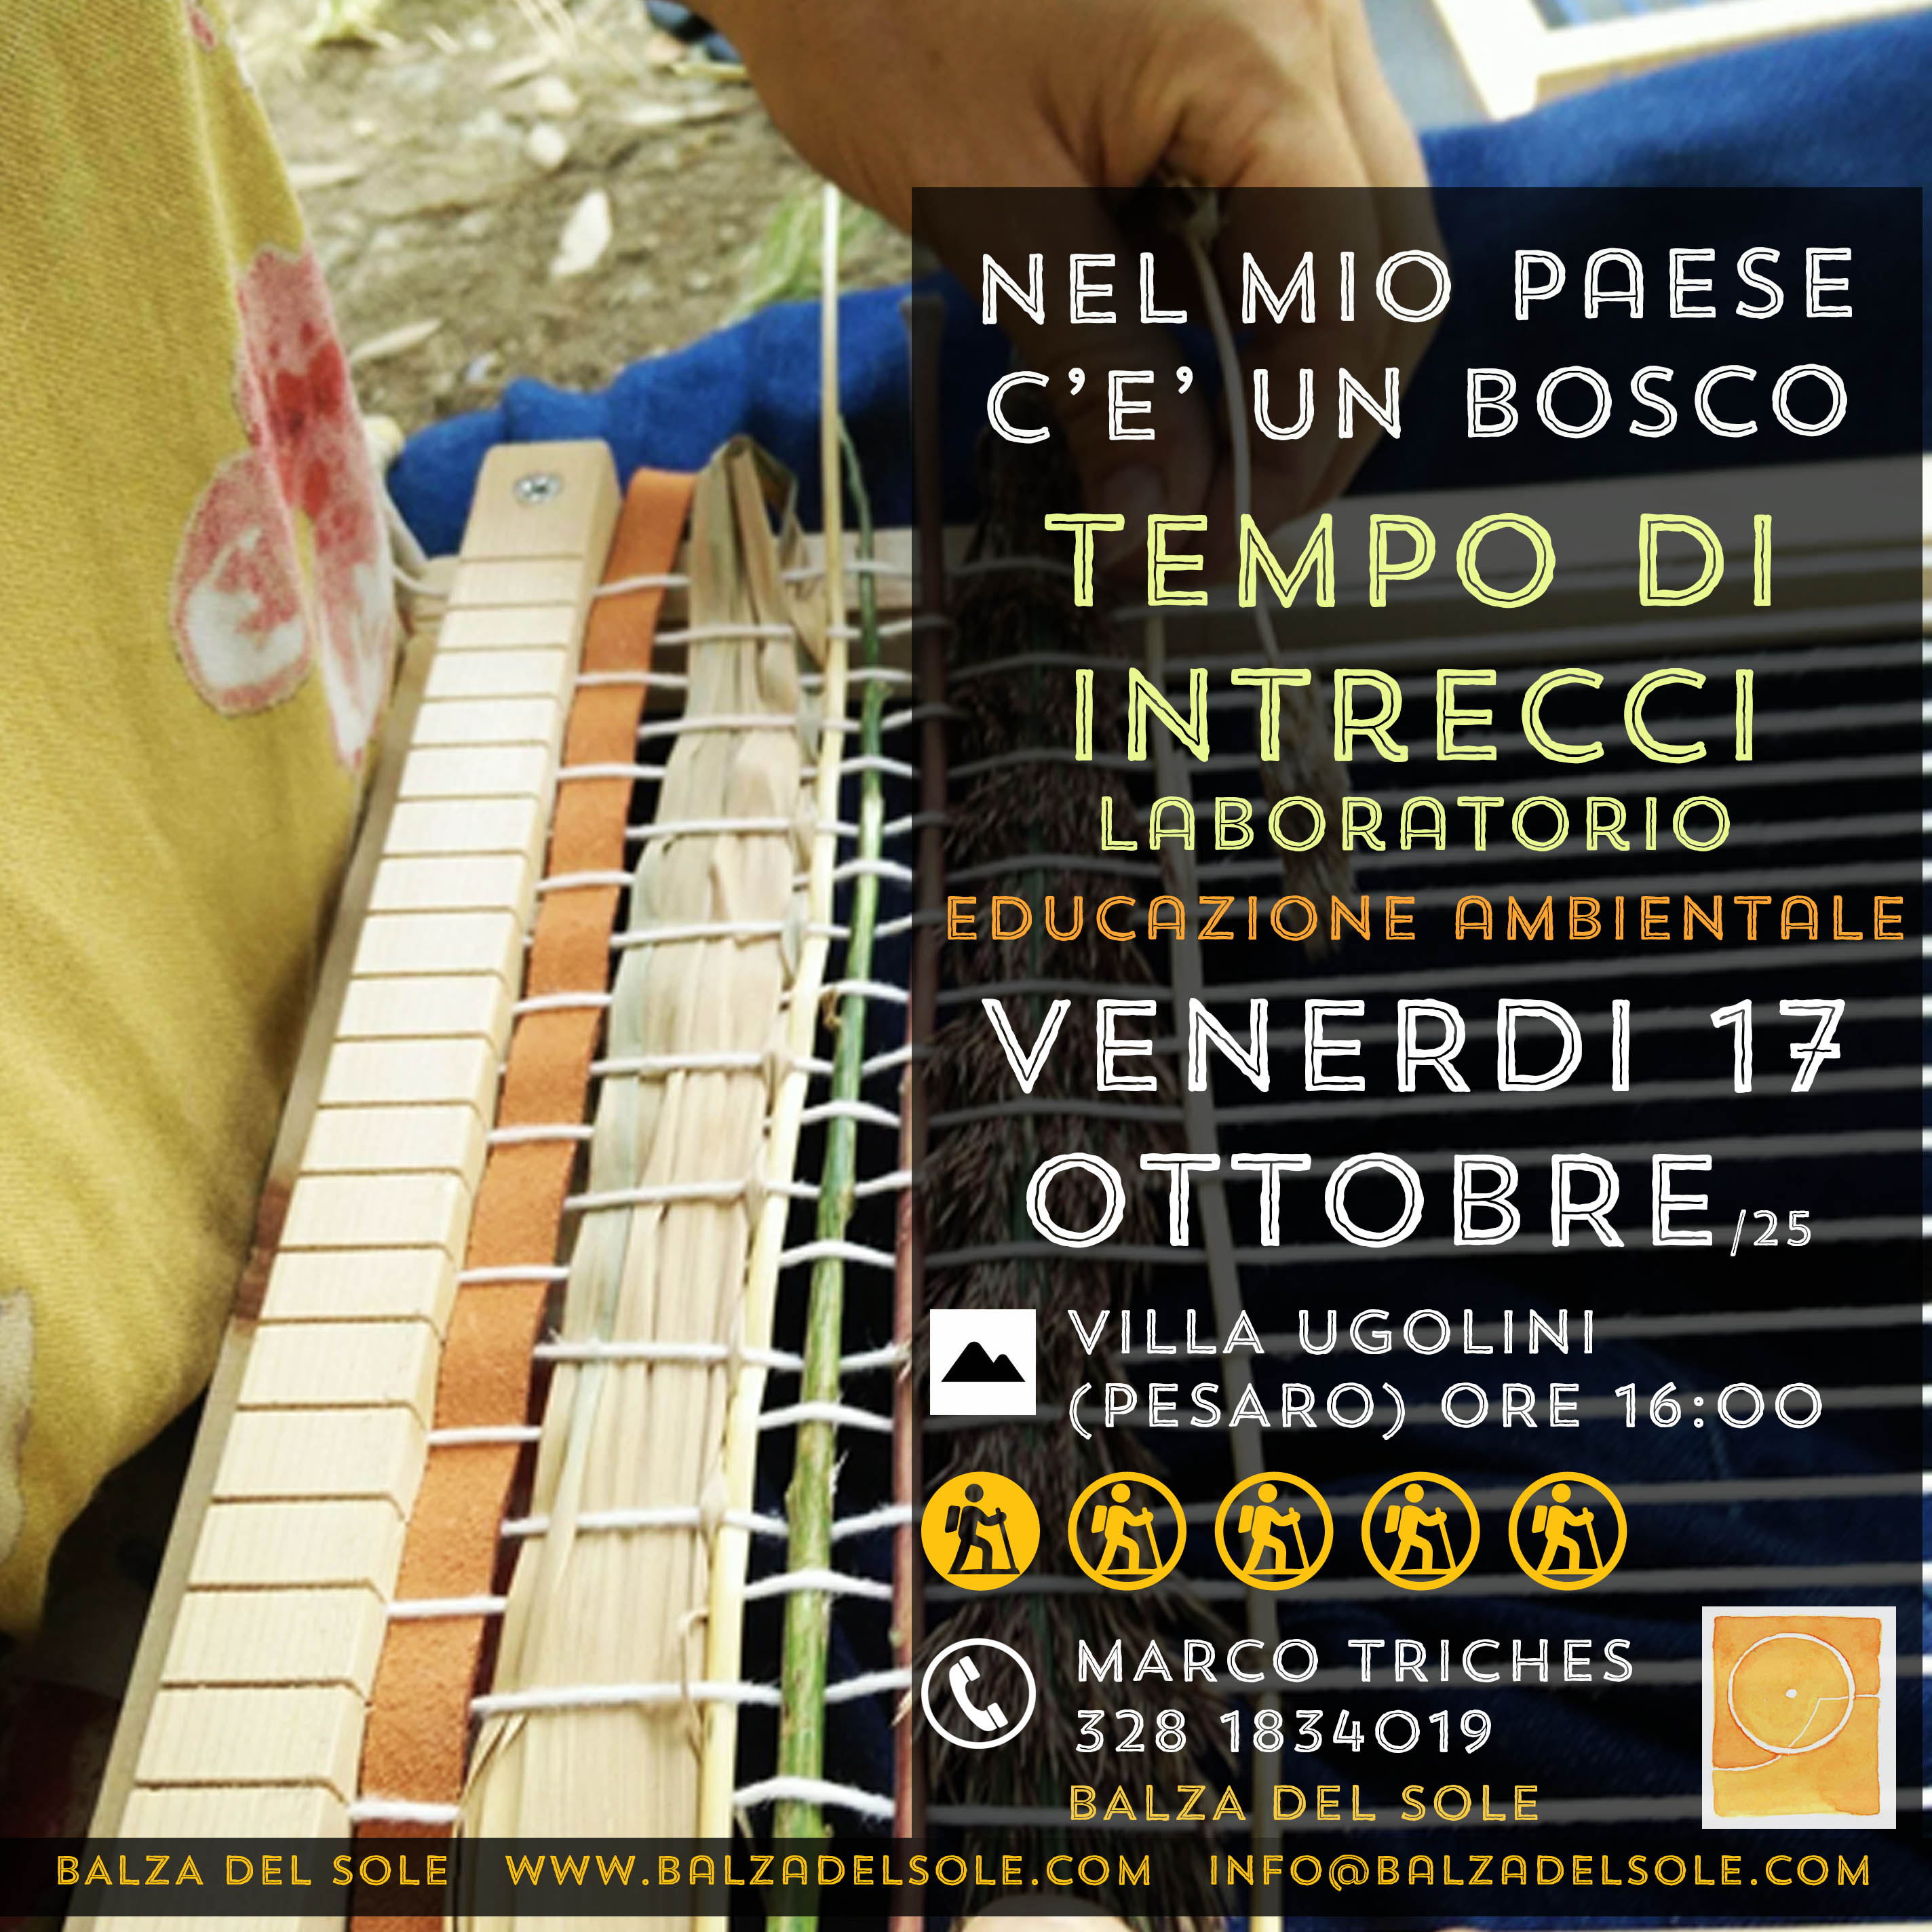 NEL MIO PAESE
C'E' UN BOSCO
TEMPO DI
INTRECCI
LABORATORIO
EDUCAZIONE AMBIENTALE
VENERDI 17
OTTOBRE/25
VILLA UGOLINI
(PESARO) ORE 16:00
MARCO TRICHES
328 1834019
BALZA DEL SOLE
BALZA DEL SOLE WWW.BALZADELSOLE.COM INFO@BALZADELSOLE.COM